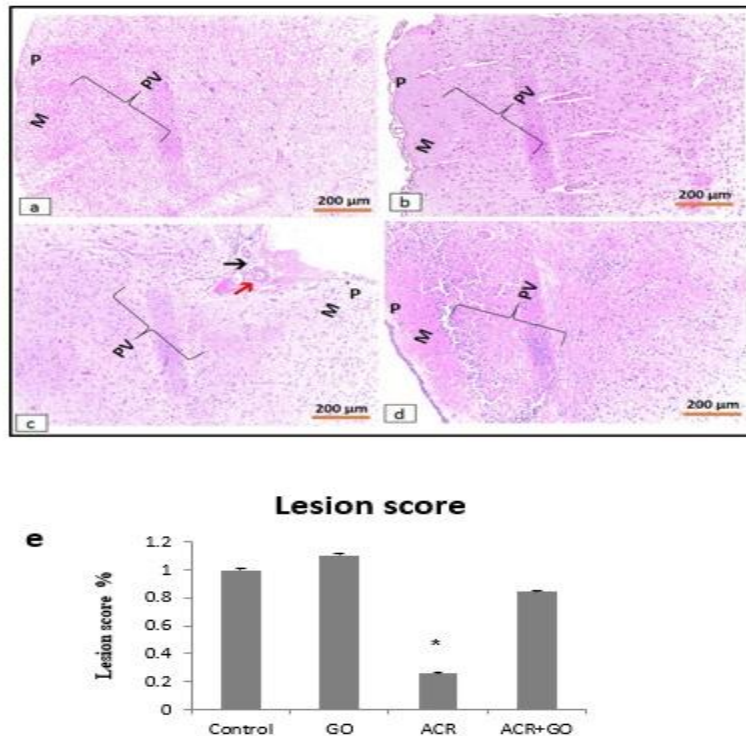 P
PV
M
a
200 µm
P
PV
M
b
200 µm
P
M
PV
c
200 µm
P
PV
M
d
200 µm
Lesion score
e
Lesion score %
1.2
1
0.8
0.6
0.4
0.2
0
*
Control GO ACR ACR+GO